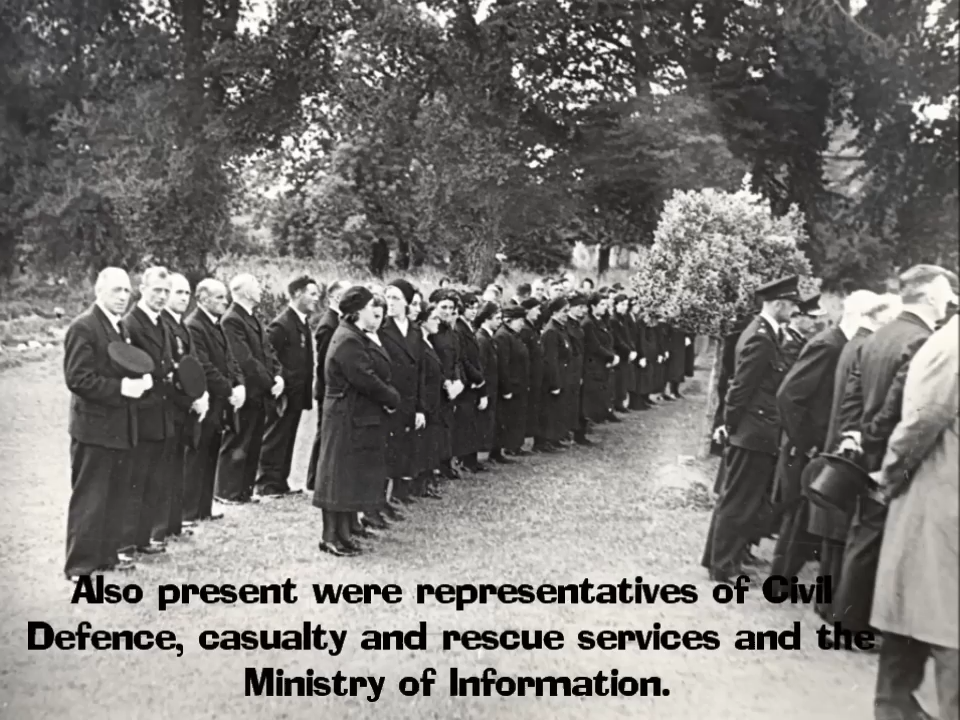 Also present were representatives of Civil
Defence, casualty and rescue services and the
Ministry of Information.